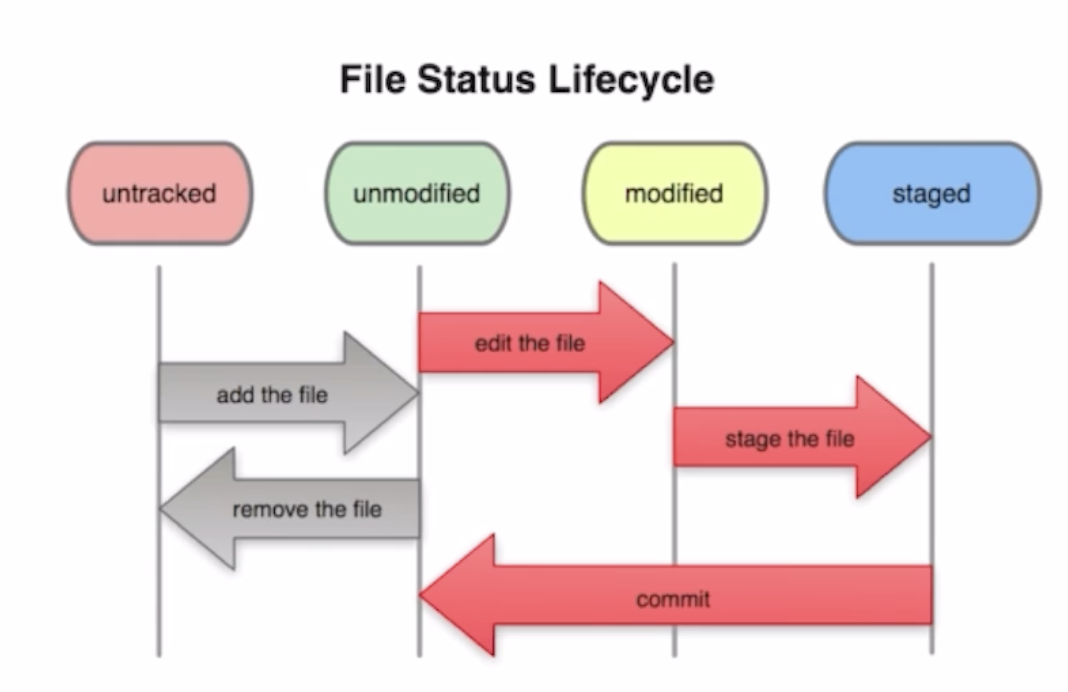 File Status Lifecycle
untracked
unmodified
modified
staged
edit the file
add the file
stage the file
remove the file
commit